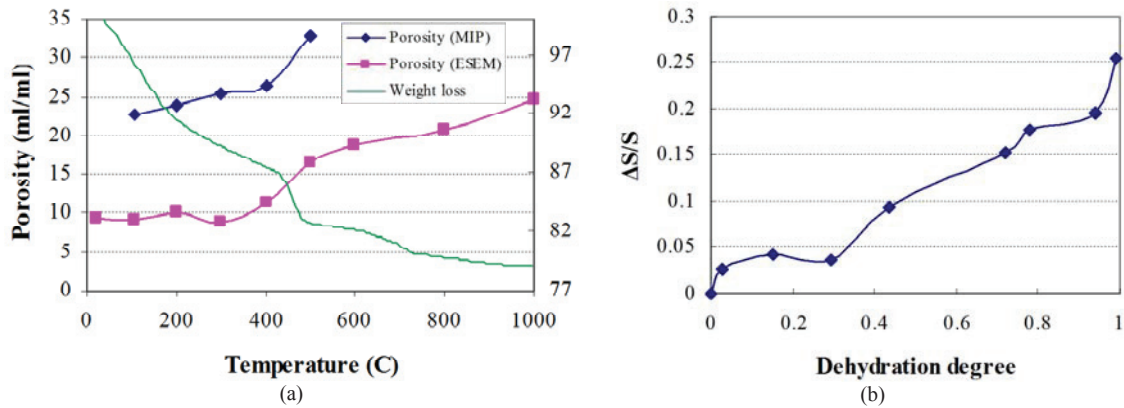 35
30
25
20
15
10
5
0
Porosity (ml/ml)
Porosity (MIP)
Porosity (ESEM)
Weight loss
97
92
87
82
77
0 200 400 600 800 1000
Temperature (C)
(a)
0.3
0.25
0.2
0.15
0.1
0.05
0
ΔS/S
0 0.2 0.4 0.6 0.8 1
Dehydration degree
(b)